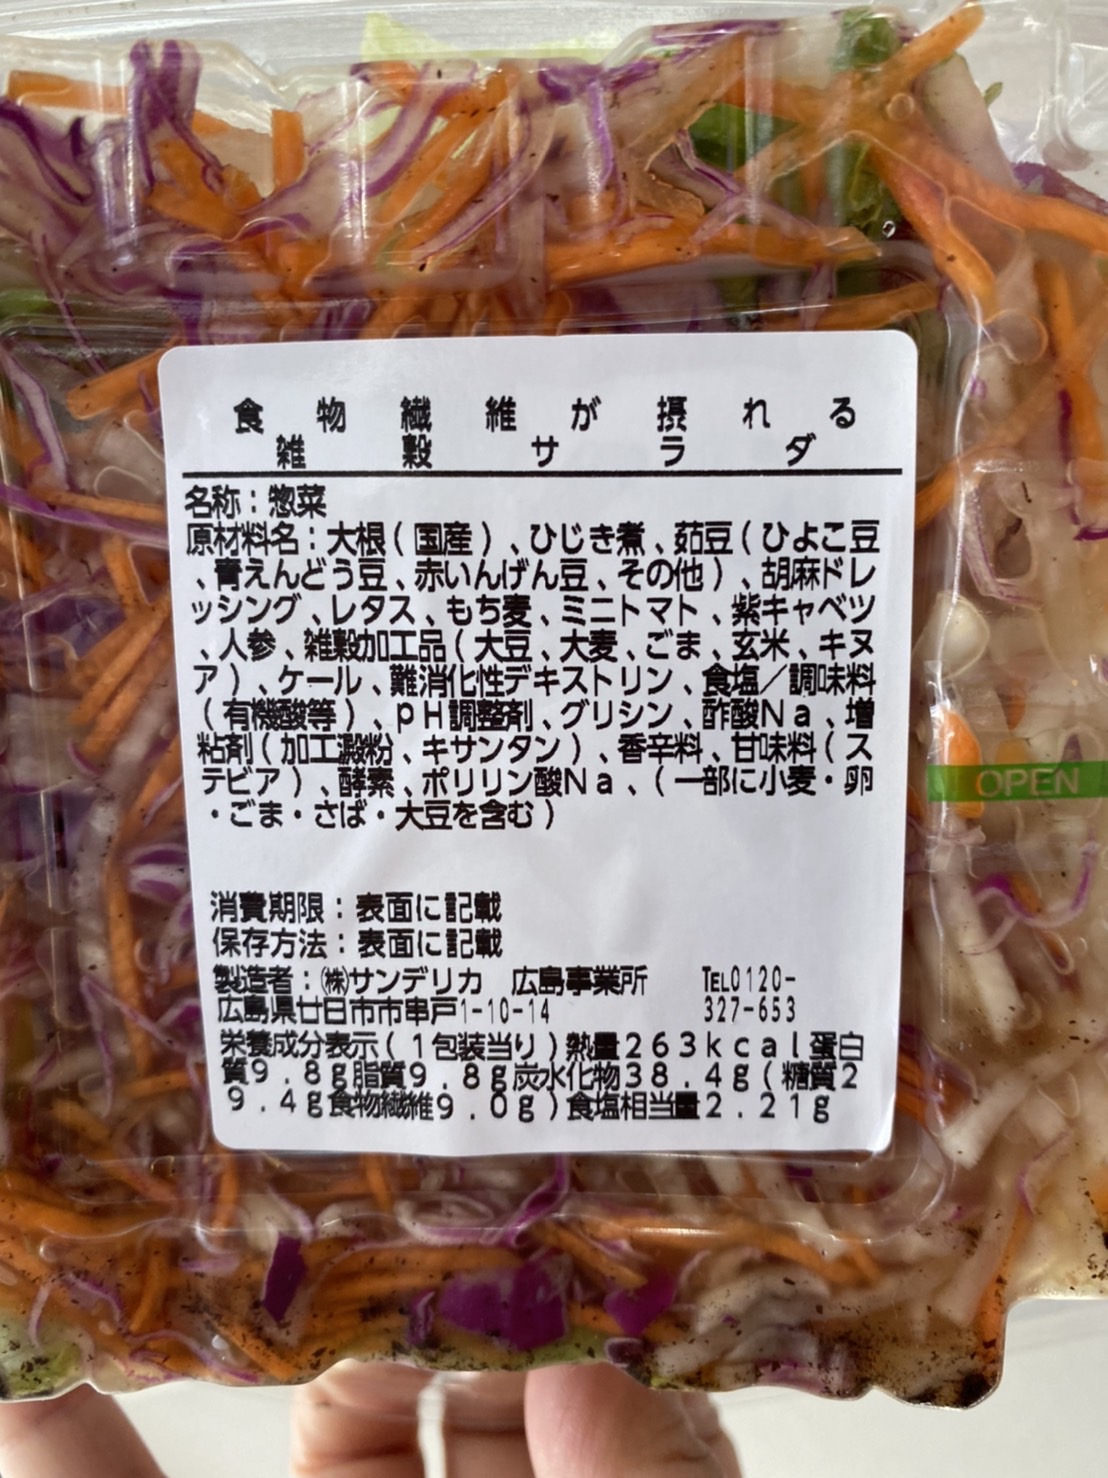 食物繊維が摂れる
雑穀サラダ
名称：惣菜
原材料名：大根（国産）、ひじき煮、茹豆（ひよこ豆
、青えんどう豆、赤いんげん豆、その他）、胡麻ドレ
ッシング、レタス、もち麦、ミニトマト、紫キャベツ
、人参、雑穀加工品（大豆、大麦、ごま、玄米、キヌ
ア）、ケール、難消化性デキストリン、食塩／調味料
（有機酸等）、ｐＨ調整剤、グリシン、酢酸Ｎａ、増
粘剤（加工澱粉、キサンタン）、香辛料、甘味料（ス
テビア）、酵素、ポリリン酸Ｎａ、（一部に小麦・卵
・ごま・さば・大豆を含む）
OPEN
消費期限：表面に記載
保存方法：表面に記載
製造者：㈱サンデリカ　広島事業所　TEL0120-
広島県廿日市市串戸1-10-14　327-653
栄養成分表示（１包装当り）熱量２６３ｋｃａｌ蛋白
質９．８ｇ脂質９．８ｇ炭水化物３８．４ｇ（糖質２
９．４ｇ食物繊維９．０ｇ）食塩相当量２．２１ｇ